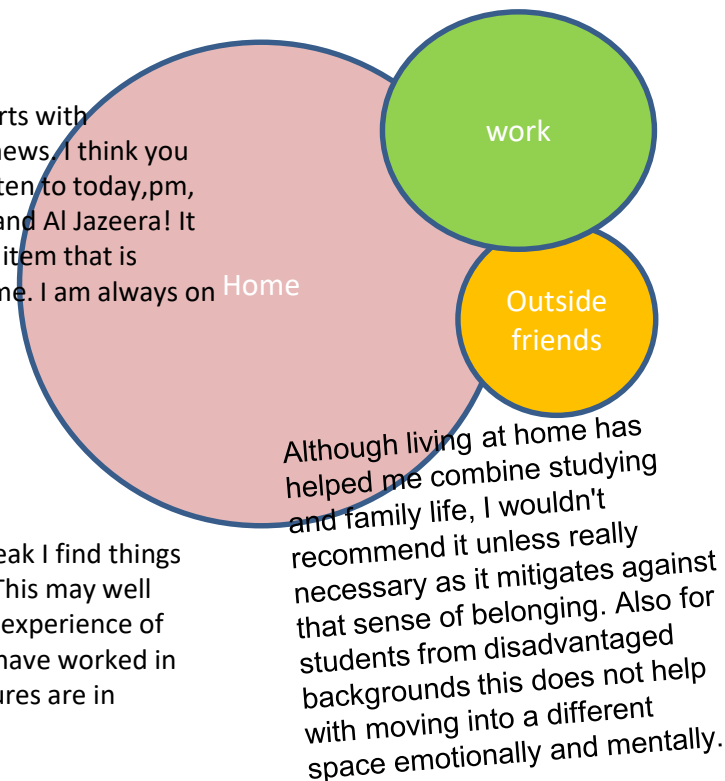 rts with
news. I think you
ten to today,pm,
and Al Jazeera! It
item that is
me. I am always on
work
Home
Outside
friends
eak I find things
This may well
experience of
have worked in
ures are in
Although living at home has
helped me combine studying
and family life, I wouldn't
recommend it unless really
necessary as it mitigates against
that sense of belonging. Also for
students from disadvantaged
backgrounds this does not help
with moving into a different
space emotionally and mentally.